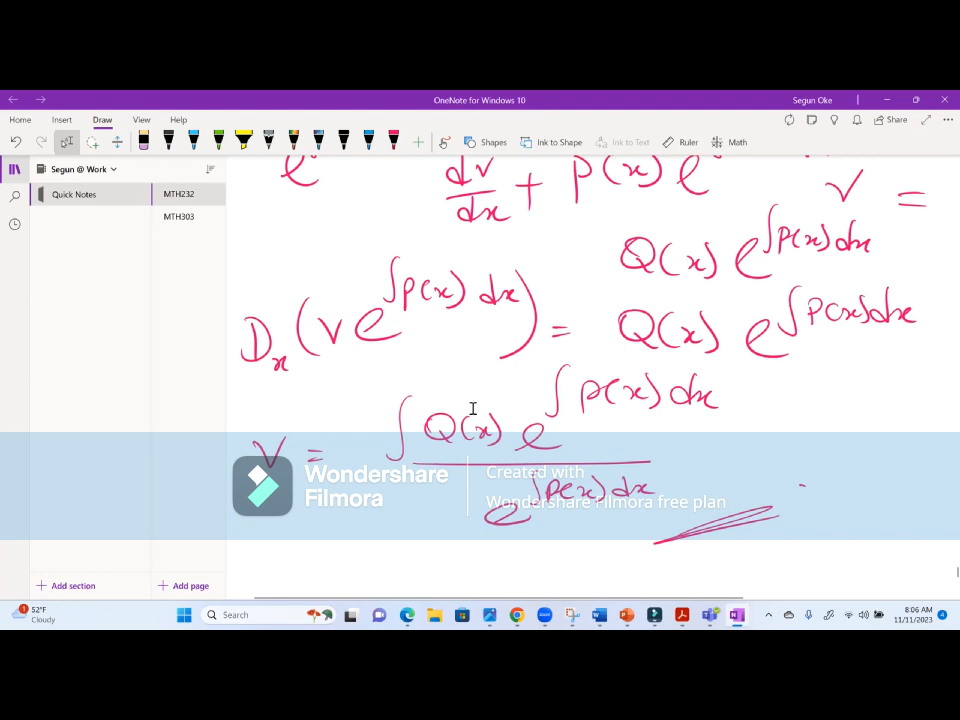 OneNote for Windows 10
Segun Oke
Home Insert Draw View Help
Share
Shapes Ink to Shape Ink to Text Ruler Math
Segun @ Work
Quick Notes
MTH232
MTH303
dv/dx + p(x) e v =
Q(x) e^∫p(x)dx
D_x(v e^∫p(x) dx) = Q(x) e^∫p(x)dx
v = ∫Q(x) e^∫p(x) dx / e^∫p(x) dx
Wondershare Filmora
Created with
Wondershare Filmora free plan
Add section Add page
1 52°F
Cloudy
Search
8:06 AM
11/11/2023
4